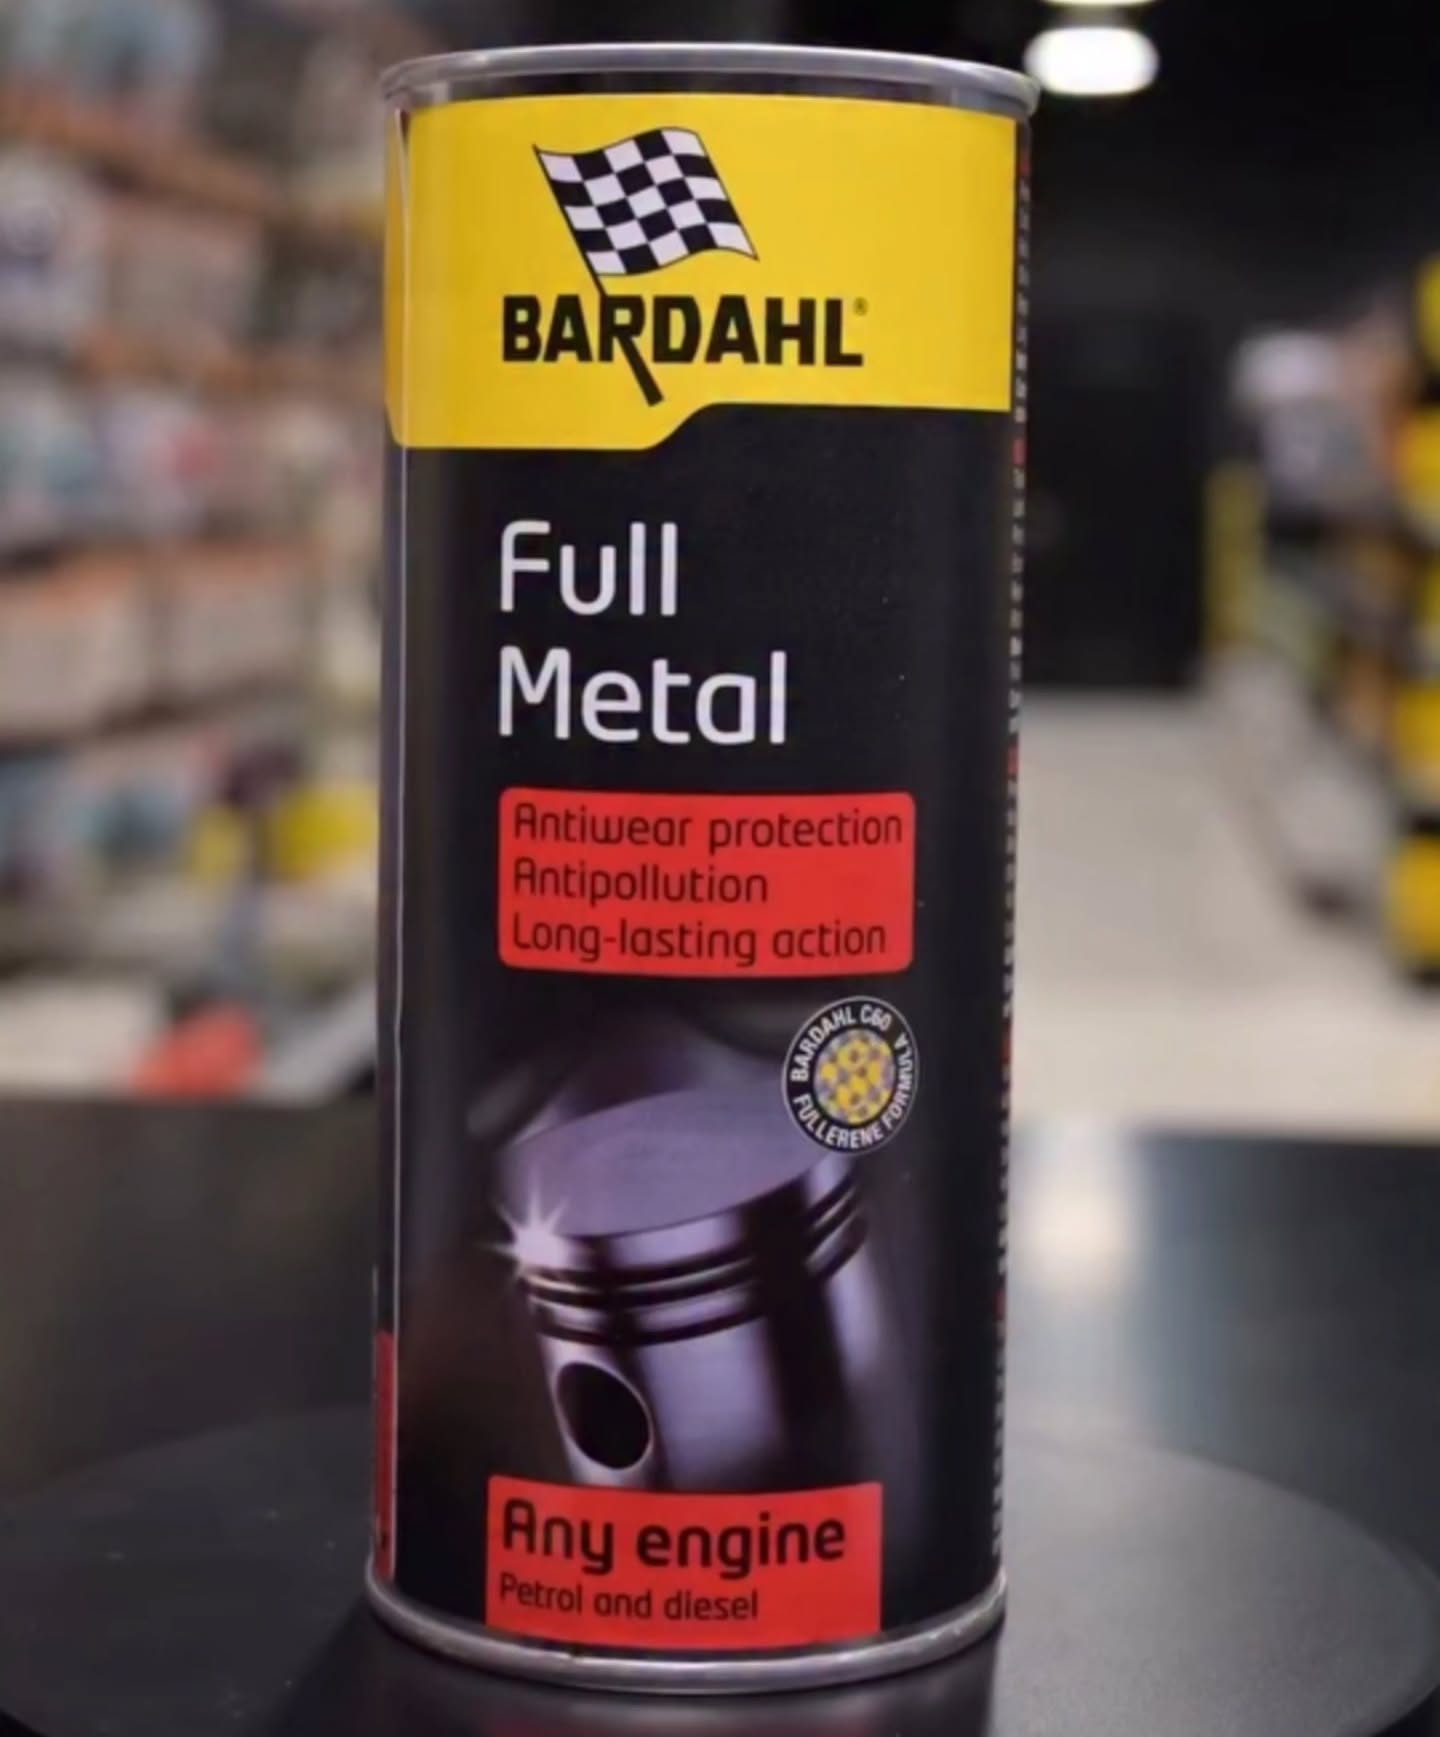 BARDAHL®
Full
Metal
Antiwear protection
Antipollution
Long-lasting action
BARDAHL C60
FULLERENE FORMULA
Any engine
Petrol and diesel